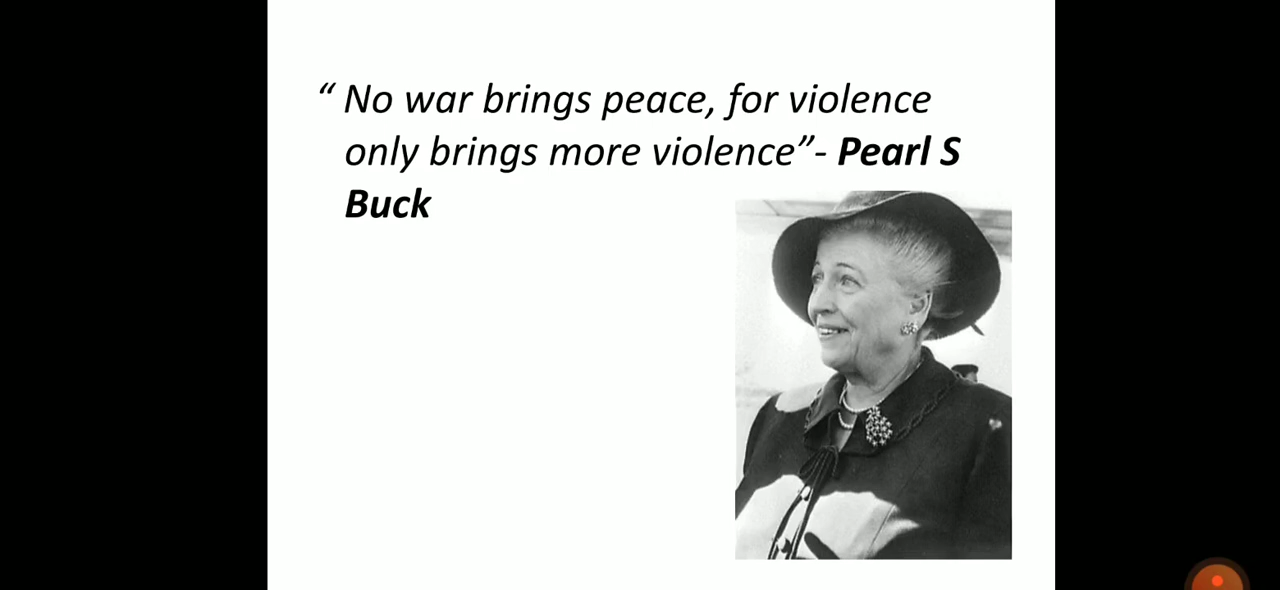 “ No war brings peace, for violence
only brings more violence”- Pearl S
Buck